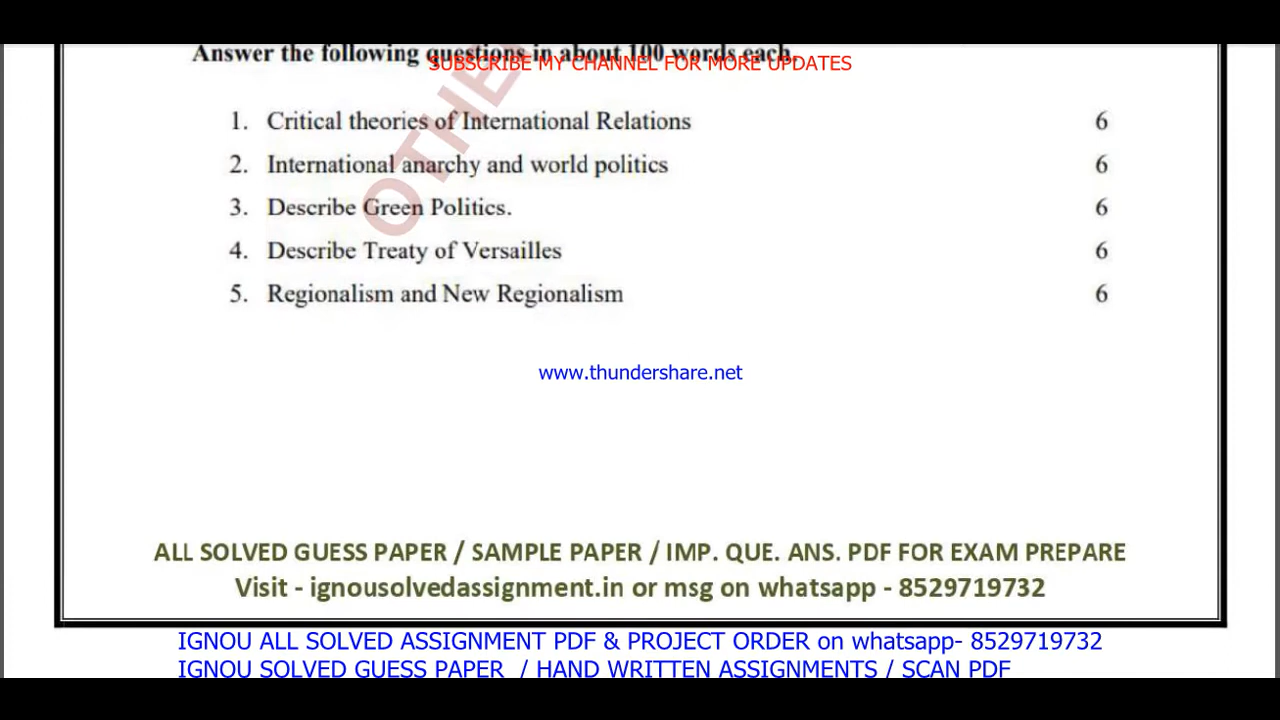 Answer the following questions in about 100 words each.
SUBSCRIBE MY CHANNEL FOR MORE UPDATES
OTHE
1. Critical theories of International Relations 6
2. International anarchy and world politics 6
3. Describe Green Politics. 6
4. Describe Treaty of Versailles 6
5. Regionalism and New Regionalism 6
www.thundershare.net
ALL SOLVED GUESS PAPER / SAMPLE PAPER / IMP. QUE. ANS. PDF FOR EXAM PREPARE
Visit - ignousolvedassignment.in or msg on whatsapp - 8529719732
IGNOU ALL SOLVED ASSIGNMENT PDF & PROJECT ORDER on whatsapp- 8529719732
IGNOU SOLVED GUESS PAPER / HAND WRITTEN ASSIGNMENTS / SCAN PDF